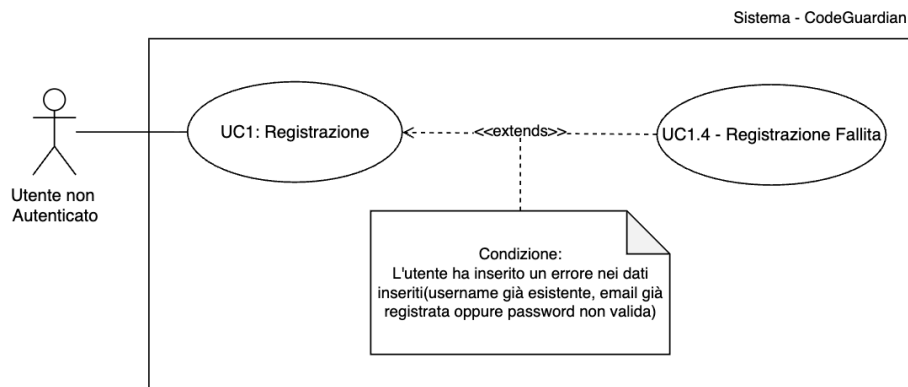 Sistema - CodeGuardian
UC1: Registrazione
<<extends>>
UC1.4 - Registrazione Fallita
Utente non
Autenticato
Condizione:
L'utente ha inserito un errore nei dati
inseriti(username già esistente, email già
registrata oppure password non valida)